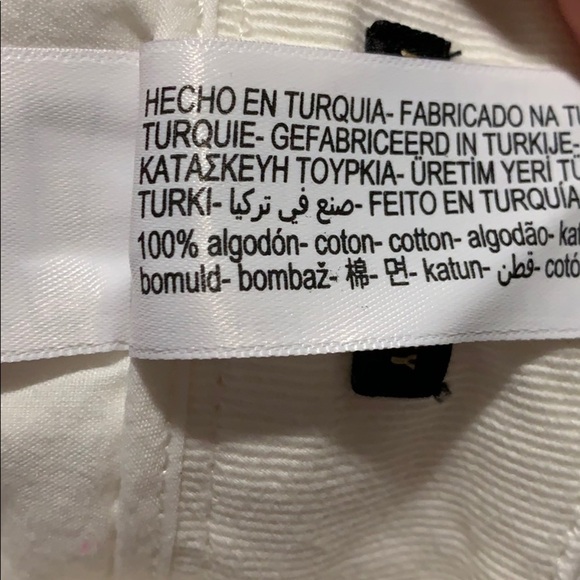 HECHO EN TURQUIA- FABRICADO NA
TURQUIE- GEFABRICEERD IN TURKIJE-
ΚΑΤΑΣΚΕΥΗ ΤΟΥΡΚΙΑ- ÜRETİM YERİ
TURKI- صنع في تركيا- FEITO EN TURQUÍA
100% algodón- coton- cotton- algodão-
bomuld- bombaž- 棉- 면- katun- قطن-
Y